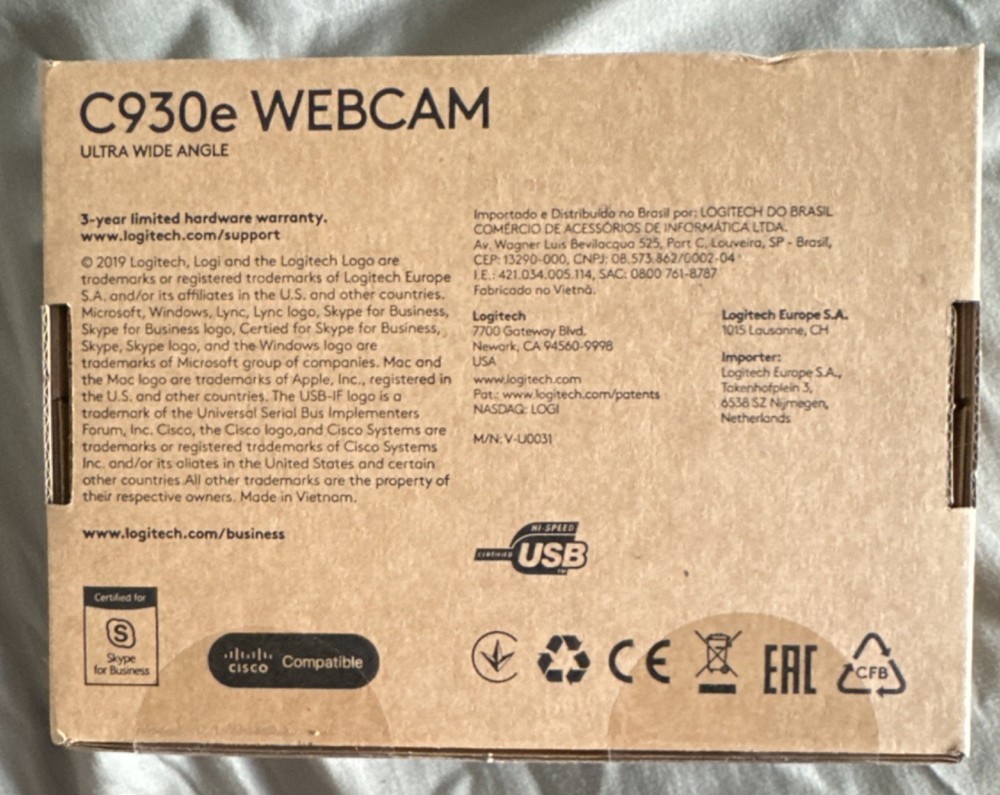 C930e WEBCAM
ULTRA WIDE ANGLE
3-year limited hardware warranty.
www.logitech.com/support
© 2019 Logitech, Logi and the Logitech Logo are
trademarks or registered trademarks of Logitech Europe
S.A. and/or its affiliates in the U.S. and other countries.
Microsoft, Windows, Lync, Lync logo, Skype for Business,
Skype for Business logo, Certied for Skype for Business,
Skype, Skype logo, and the Windows logo are
trademarks of Microsoft group of companies. Mac and
the Mac logo are trademarks of Apple, Inc., registered in
the U.S. and other countries. The USB-IF logo is a
trademark of the Universal Serial Bus Implementers
Forum, Inc. Cisco, the Cisco logo,and Cisco Systems are
trademarks or registered trademarks of Cisco Systems
Inc. and/or its aliates in the United States and certain
other countries.All other trademarks are the property of
their respective owners. Made in Vietnam.
www.logitech.com/business
Importado e Distribuído no Brasil por: LOGITECH DO BRASIL
COMÉRCIO DE ACESSÓRIOS DE INFORMÁTICA LTDA.
Av. Wagner Luis Bevilacqua 525, Part C, Louveira, SP - Brasil,
CEP: 13290-000, CNPJ: 08.573.862/0002-04
I.E.: 421.034.005.114, SAC: 0800 761-8787
Fabricado no Vietnã.
Logitech
7700 Gateway Blvd.
Newark, CA 94560-9998
USA
www.logitech.com
Pat.: www.logitech.com/patents
NASDAQ: LOGI
M/N: V-U0031
Logitech Europe S.A.
1015 Lausanne, CH
Importer:
Logitech Europe S.A.,
Takenhofplein 3,
6538 SZ Nijmegen,
Netherlands
HI-SPEED
CERTIFIED
USB
TM
Certified for
S
Skype
for Business
CISCO Compatible
CE
EAC
CFB